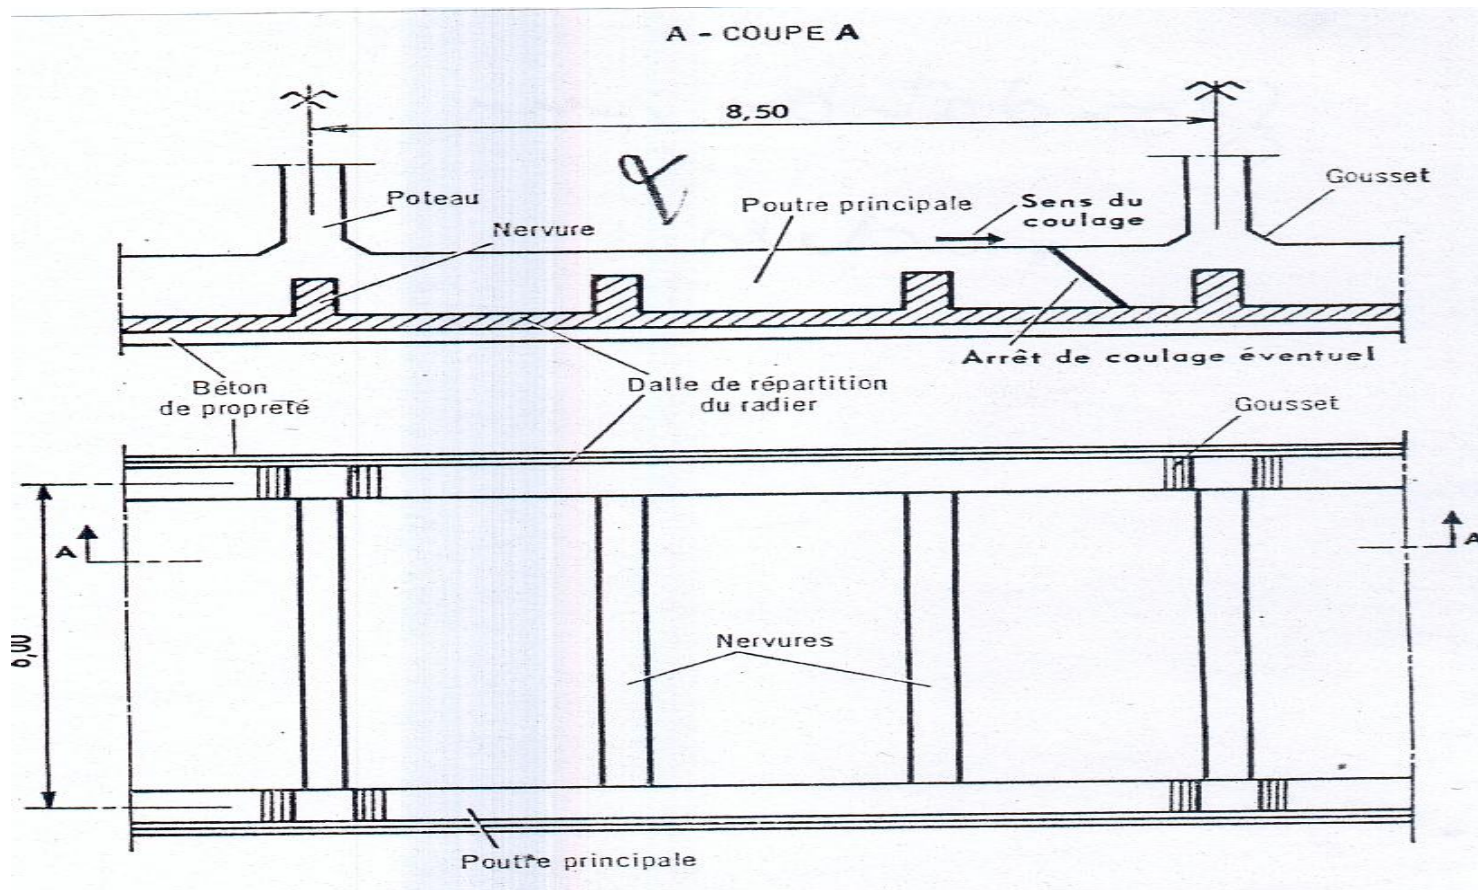 A - COUPE A
8,50
Poteau
Nervure
Poutre principale
Sens du
coulage
Gousset
Arrêt de coulage éventuel
Béton
de propreté
Dalle de répartition
du radier
Gousset
A
A
Nervures
Poutre principale